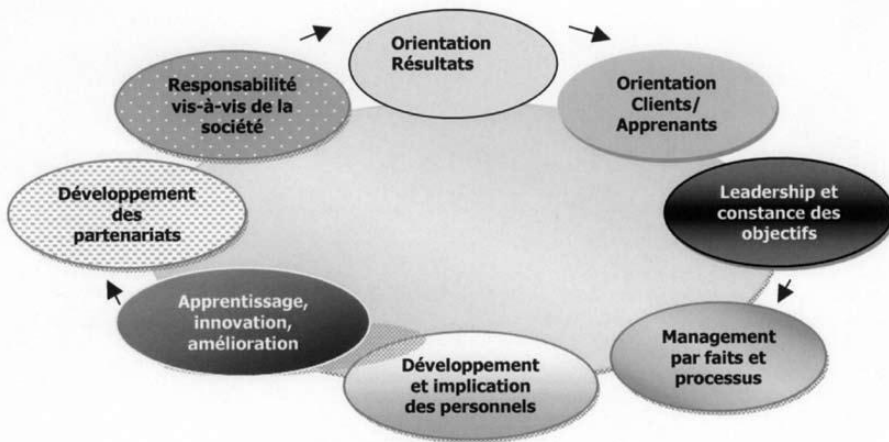 Orientation
Résultats
Orientation
Clients/
Apprenants
Leadership et
constance des
objectifs
Management
par faits et
processus
Développement
et implication
des personnels
Apprentissage,
innovation,
amélioration
Développement
des
partenariats
Responsabilité
vis-à-vis de la
société